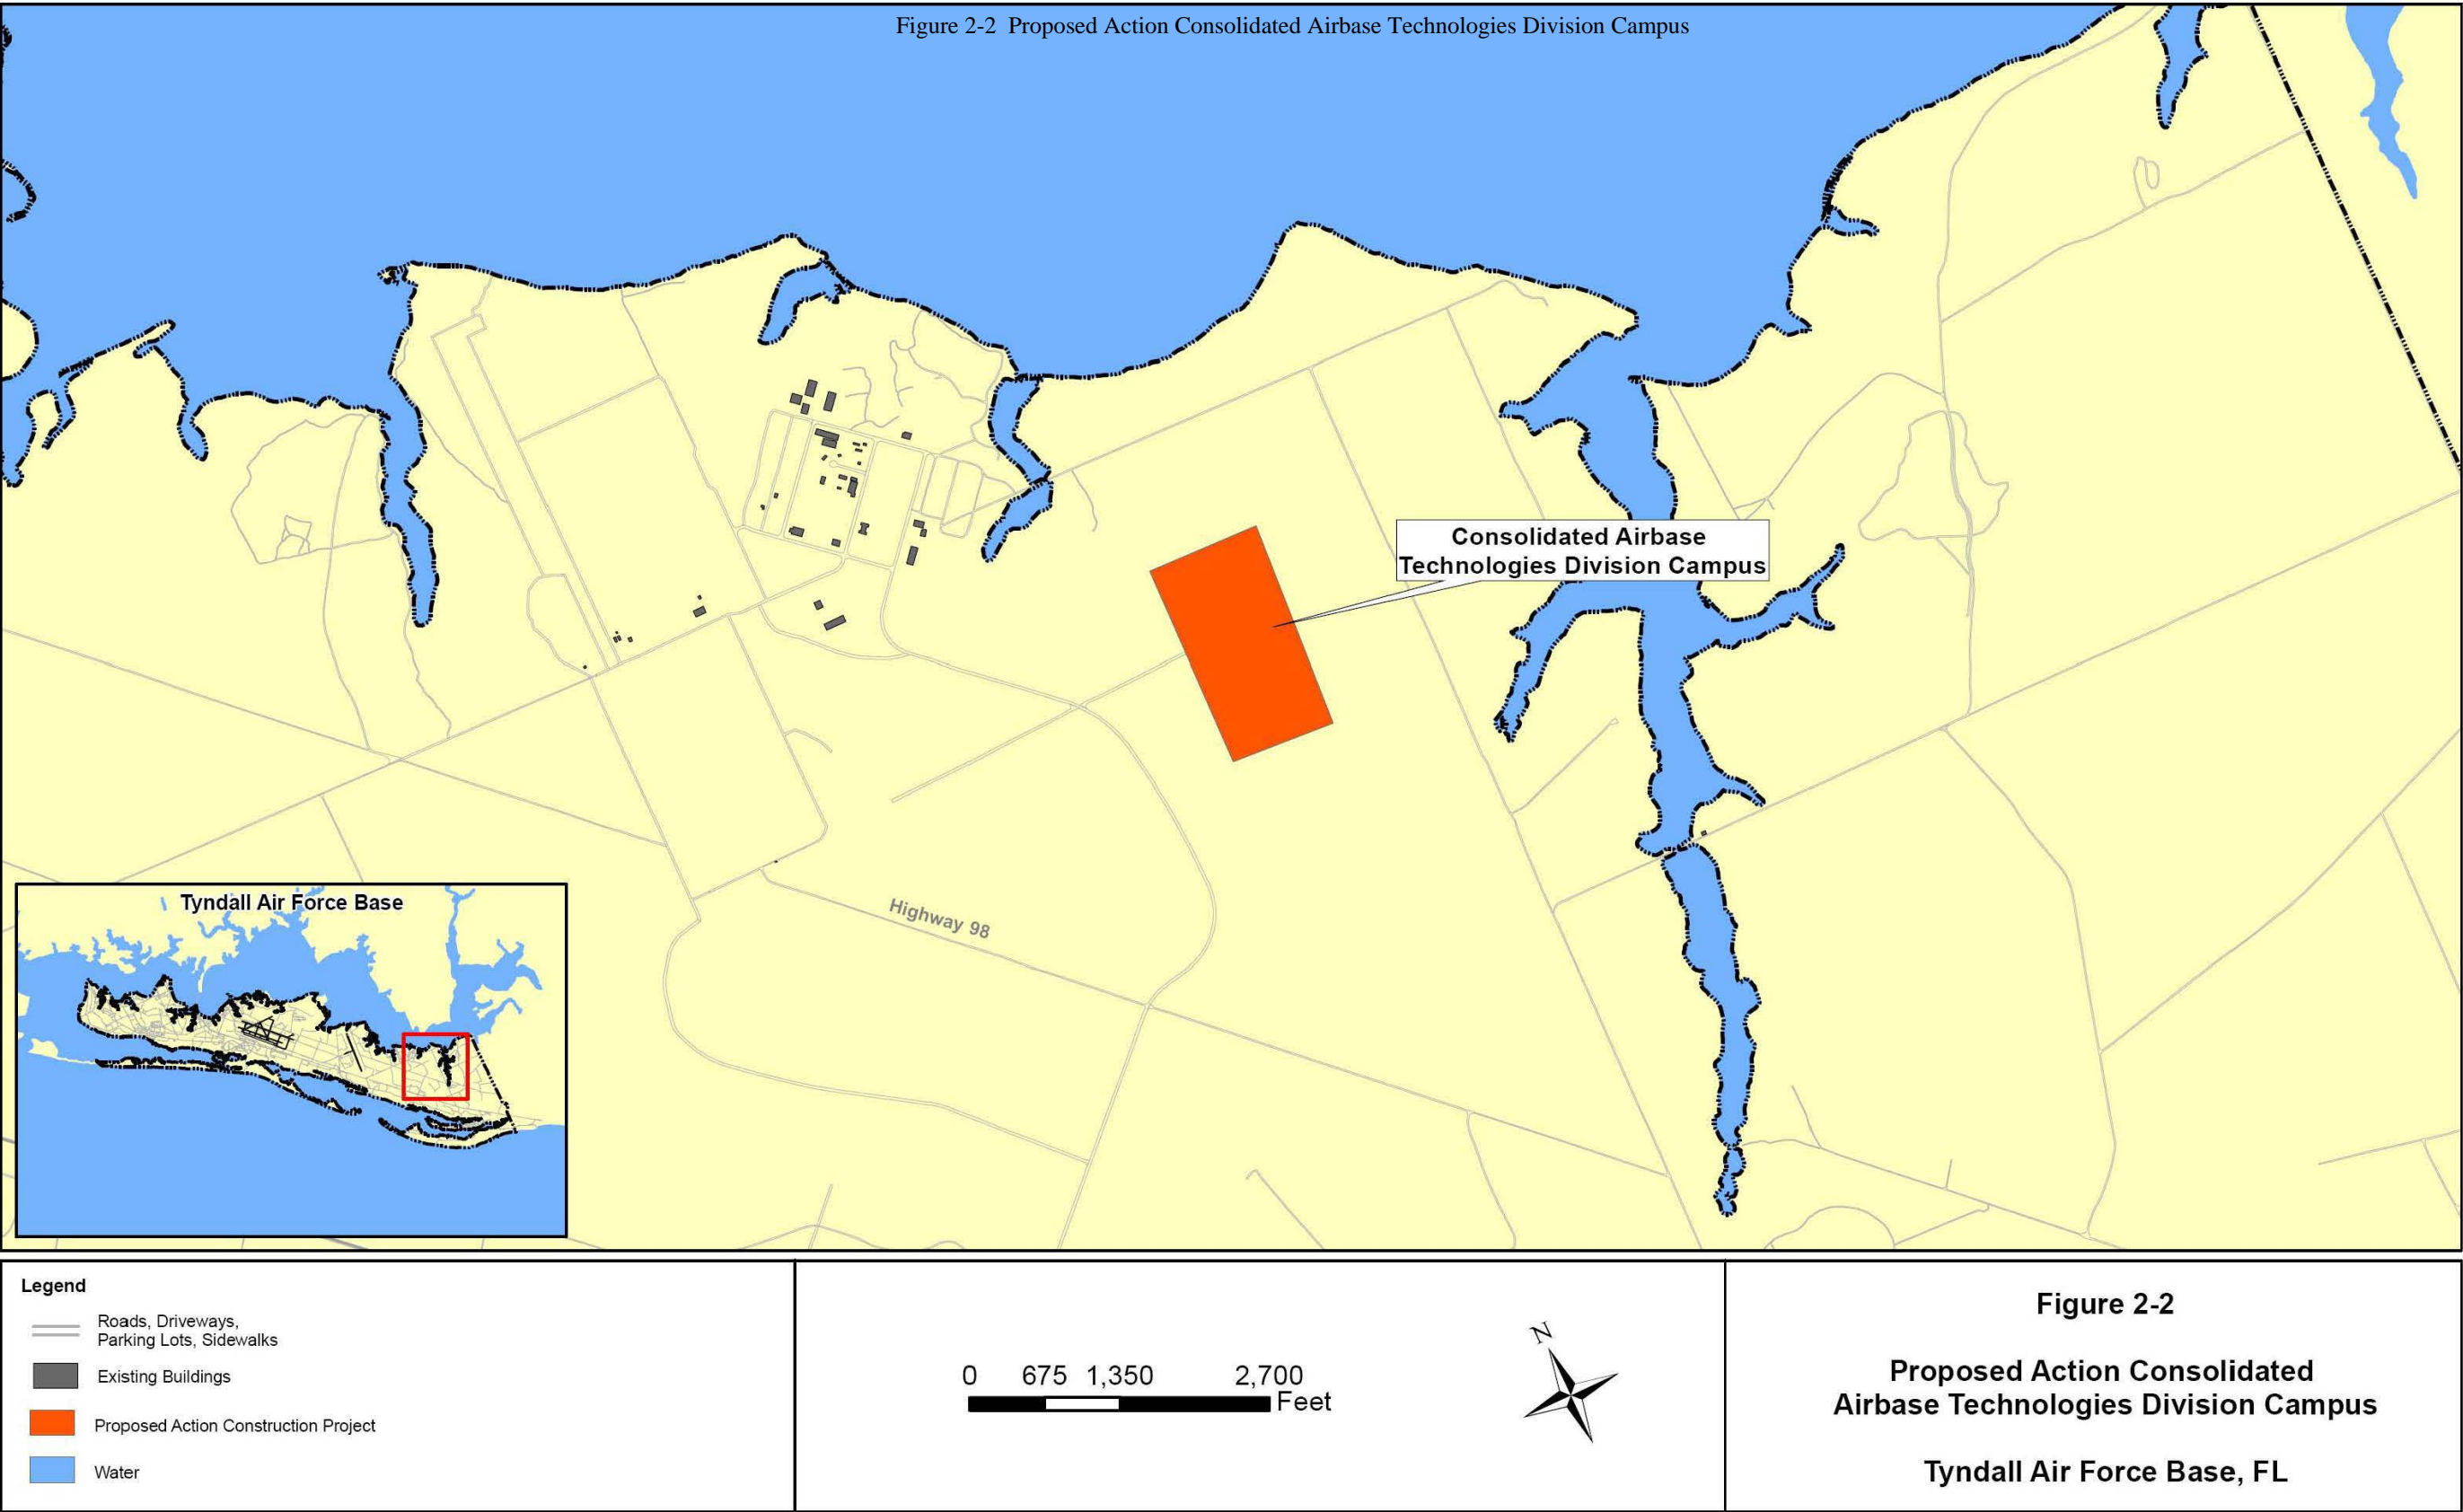 Figure 2-2 Proposed Action Consolidated Airbase Technologies Division Campus
Consolidated Airbase
Technologies Division Campus
Highway 98
Tyndall Air Force Base
Legend
Roads, Driveways,
Parking Lots, Sidewalks
Existing Buildings
Proposed Action Construction Project
Water
0 675 1,350 2,700
Feet
N
Figure 2-2
Proposed Action Consolidated
Airbase Technologies Division Campus
Tyndall Air Force Base, FL